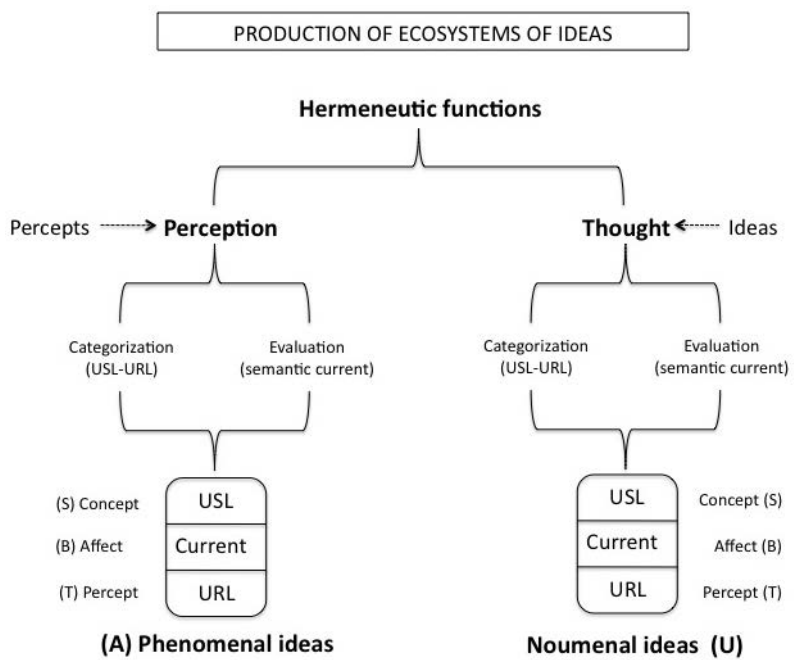 PRODUCTION OF ECOSYSTEMS OF IDEAS
Hermeneutic functions
Percepts
Perception
Thought
Ideas
Categorization
(USL-URL)
Evaluation
(semantic current)
Categorization
(USL-URL)
Evaluation
(semantic current)
(S) Concept
USL
(B) Affect
Current
(T) Percept
URL
(A) Phenomenal ideas
USL
Concept (S)
Current
Affect (B)
URL
Percept (T)
Noumenal ideas (U)